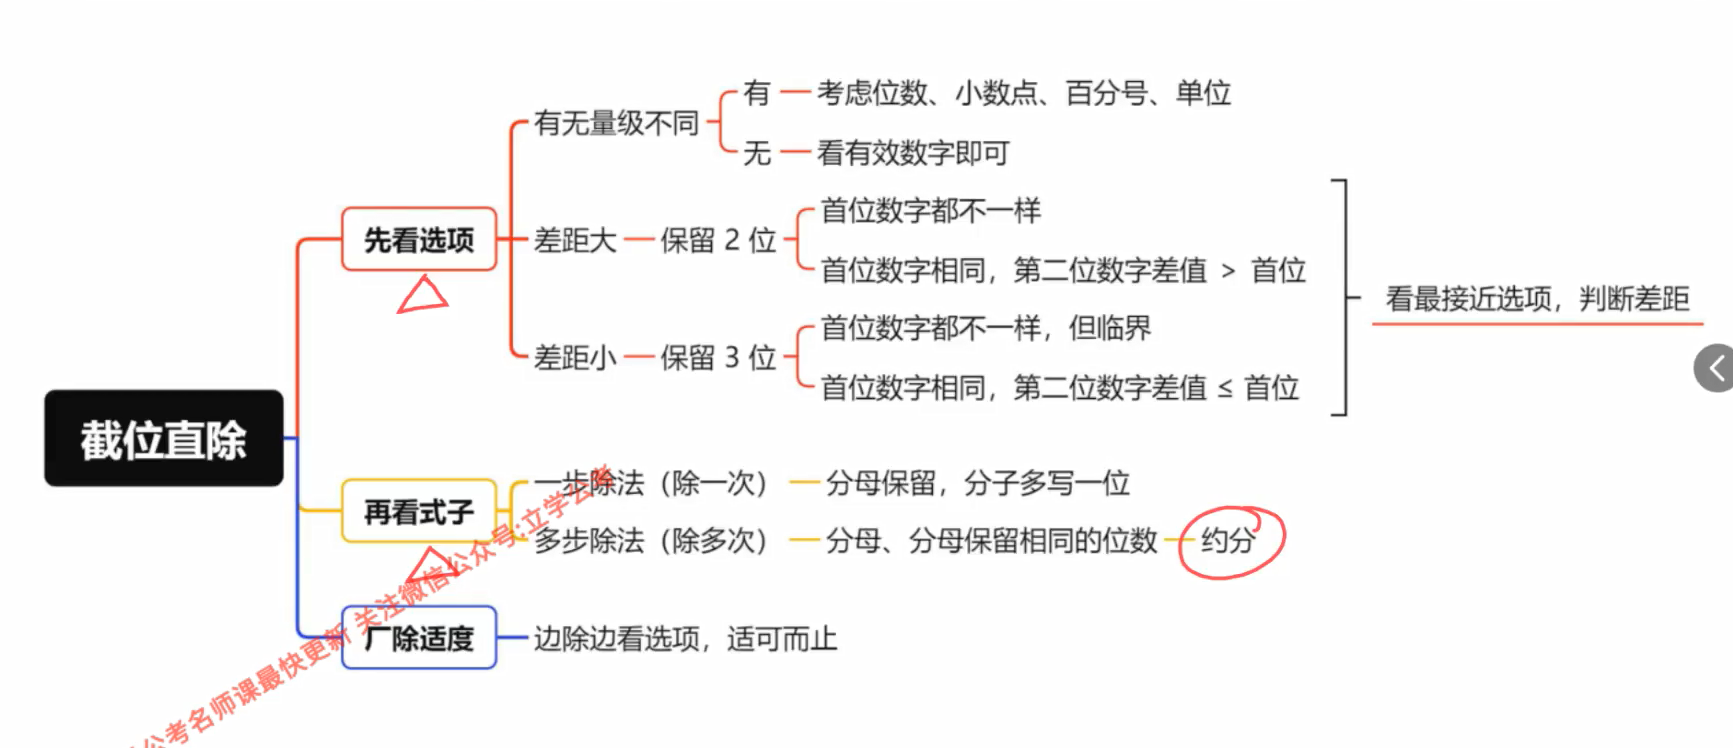 有无量级不同
有
考虑位数、小数点、百分号、单位
无
看有效数字即可
先看选项
差距大
保留 2 位
首位数字都不一样
首位数字相同，第二位数字差值 > 首位
差距小
保留 3 位
首位数字都不一样，但临界
首位数字相同，第二位数字差值 ≤ 首位
看最接近选项，判断差距
截位直除
再看式子
一步除法（除一次）
分母保留，分子多写一位
多步除法（除多次）
分母、分母保留相同的位数
约分
厂除适度
边除边看选项，适可而止
公考名师课最快更新 关注微信公众号:立学公考